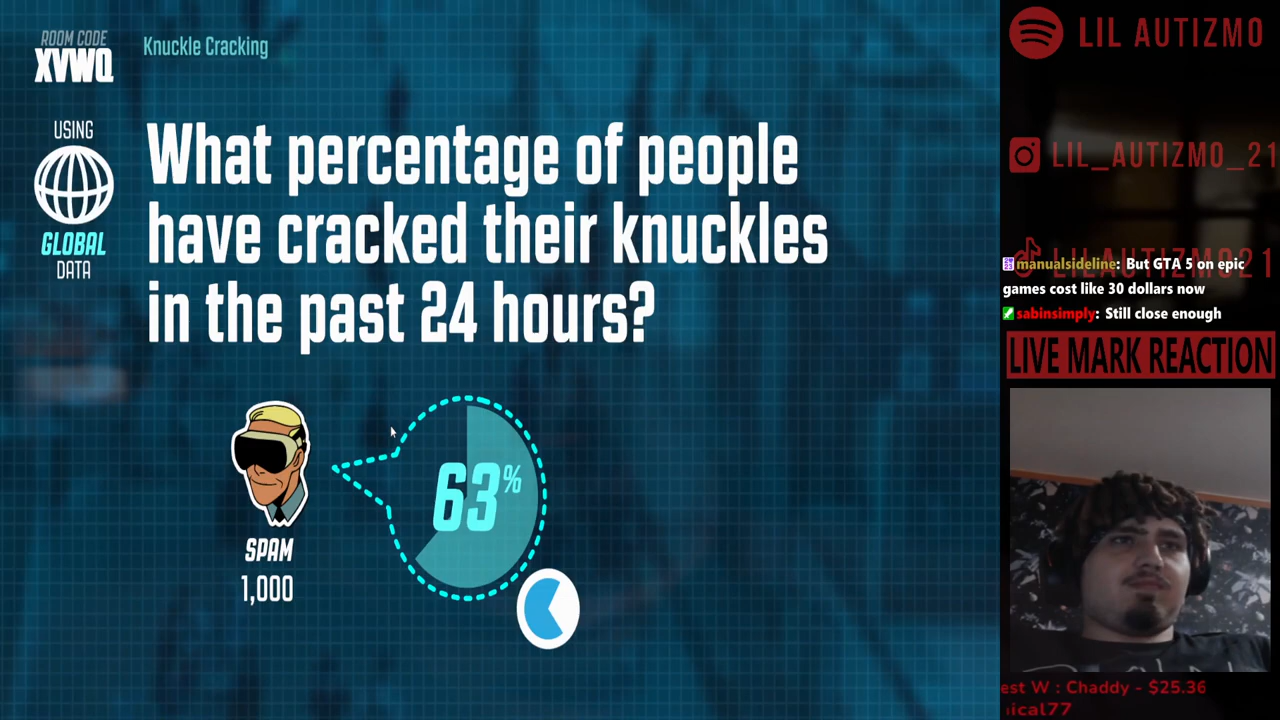 ROOM CODE
XVWQ
Knuckle Cracking
USING
GLOBAL
DATA
What percentage of people
have cracked their knuckles
in the past 24 hours?
63%
SPAM
1,000
LIL AUTIZMO
LIL_AUTIZMO_21
LILAUTIZMO21
manualsideline: But GTA 5 on epic
games cost like 30 dollars now
sabinsimply: Still close enough
LIVE MARK REACTION
est W : Chaddy - $25.36
ical77